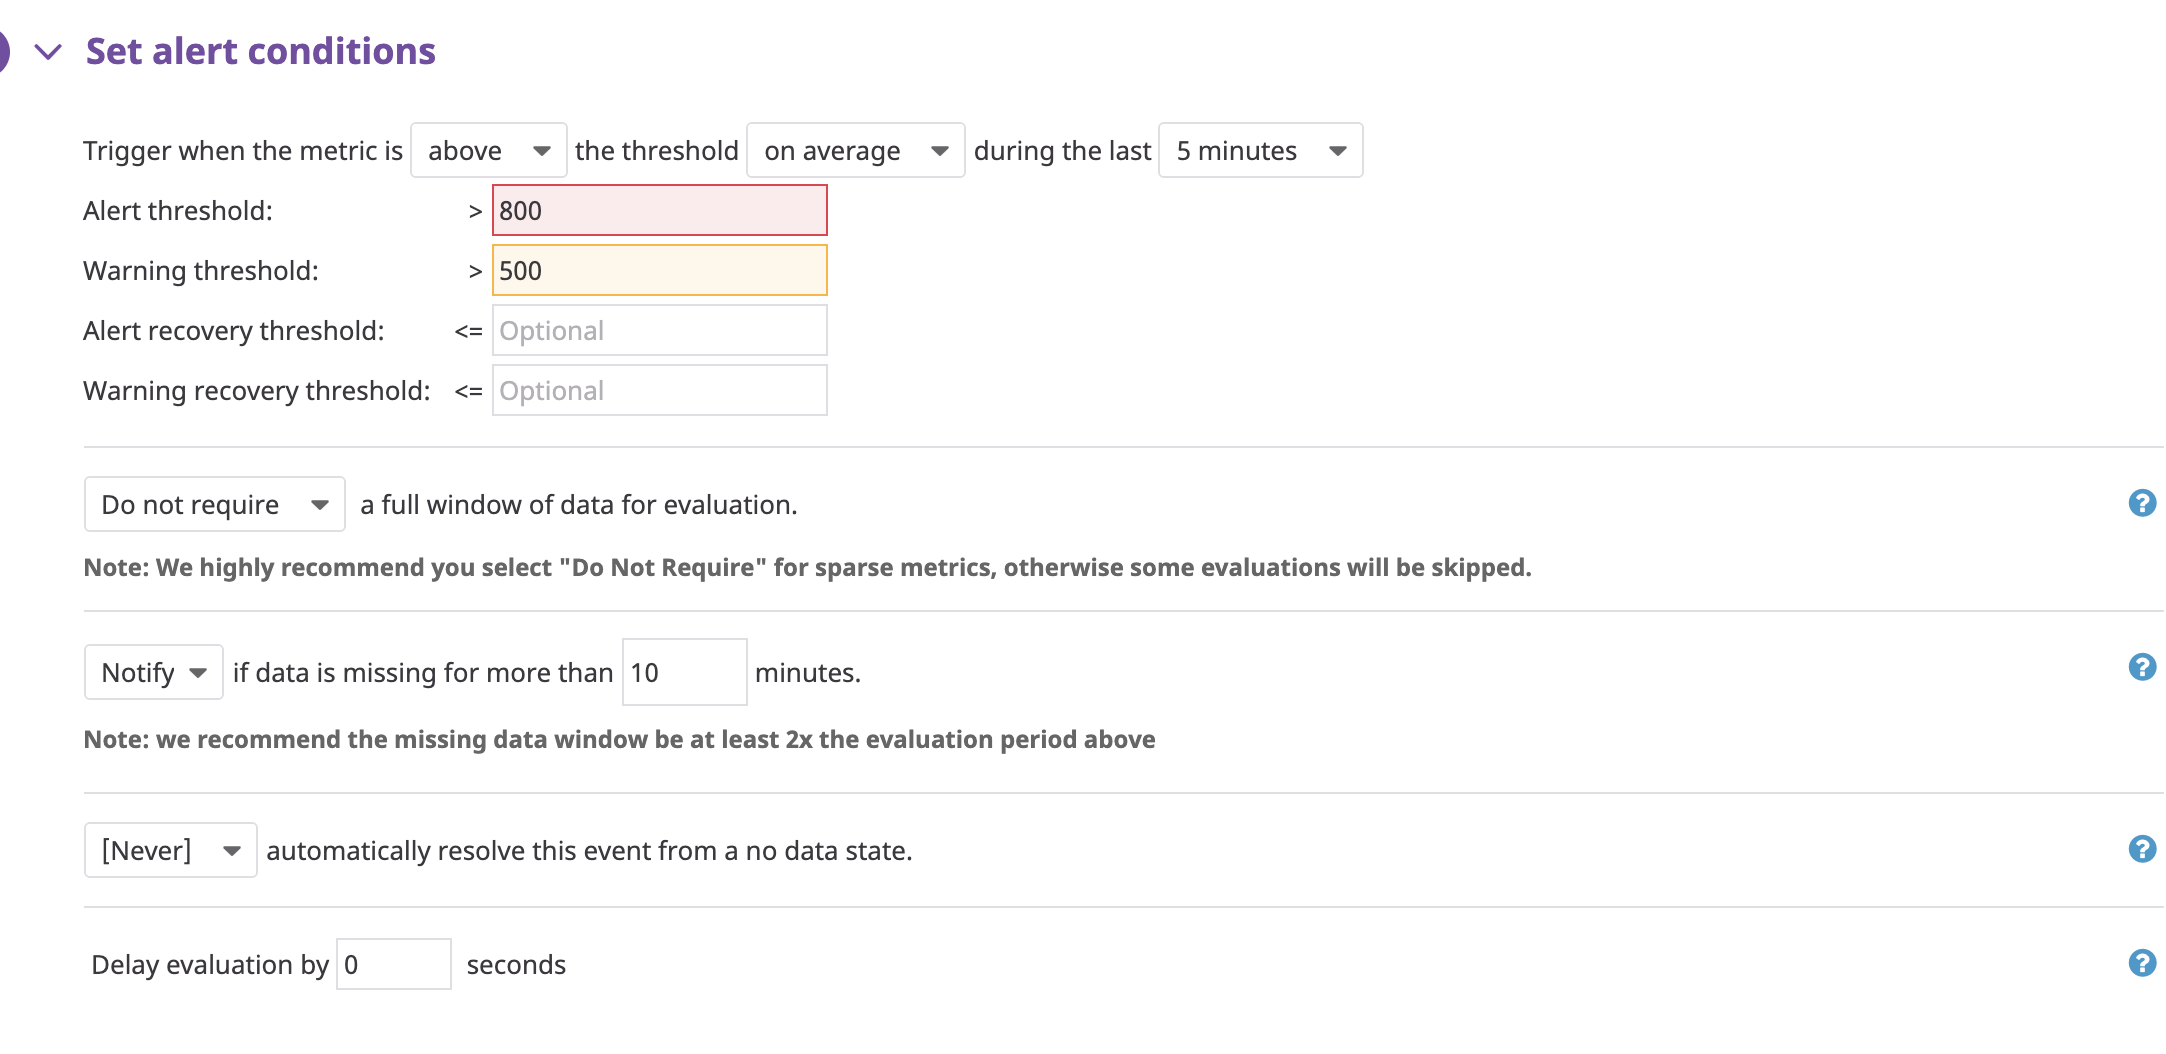 Set alert conditions
Trigger when the metric is above the threshold on average during the last 5 minutes
Alert threshold: > 800
Warning threshold: > 500
Alert recovery threshold: <= Optional
Warning recovery threshold: <= Optional
Do not require a full window of data for evaluation. ?
Note: We highly recommend you select "Do Not Require" for sparse metrics, otherwise some evaluations will be skipped.
Notify if data is missing for more than 10 minutes. ?
Note: we recommend the missing data window be at least 2x the evaluation period above
[Never] automatically resolve this event from a no data state. ?
Delay evaluation by 0 seconds ?